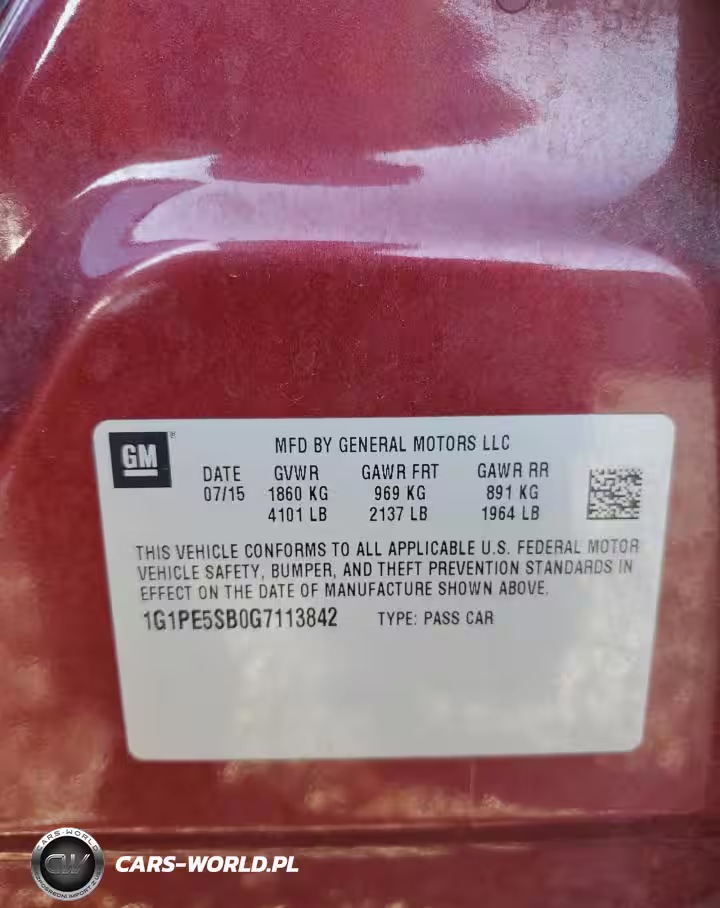 GM ®
MFD BY GENERAL MOTORS LLC
DATE GVWR GAWR FRT GAWR RR
07/15 1860 KG 969 KG 891 KG
4101 LB 2137 LB 1964 LB
THIS VEHICLE CONFORMS TO ALL APPLICABLE U.S. FEDERAL MOTOR
VEHICLE SAFETY, BUMPER, AND THEFT PREVENTION STANDARDS IN
EFFECT ON THE DATE OF MANUFACTURE SHOWN ABOVE.
1G1PE5SB0G7113842 TYPE: PASS CAR
CARS-WORLD
CW
CARS-WORLD.PL